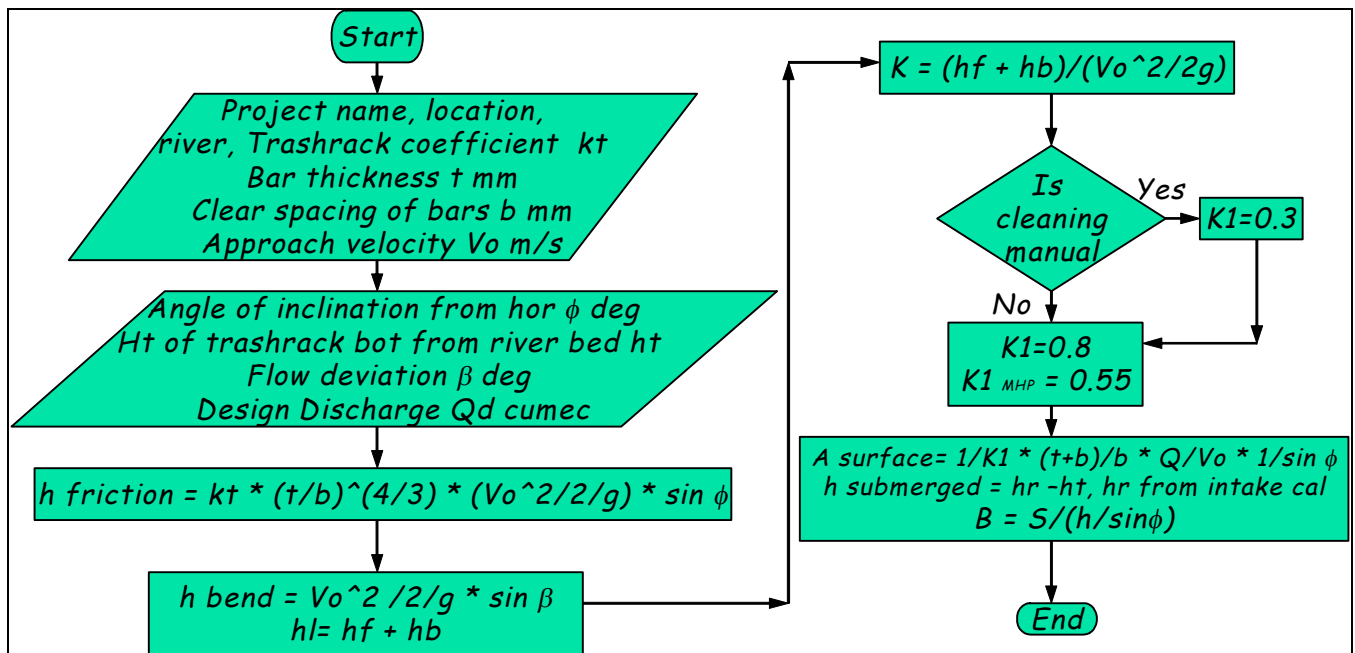 Start
Project name, location,
river, Trashrack coefficient kt
Bar thickness t mm
Clear spacing of bars b mm
Approach velocity Vo m/s
Angle of inclination from hor ϕ deg
Ht of trashrack bot from river bed ht
Flow deviation β deg
Design Discharge Qd cumec
h friction = kt * (t/b)^(4/3) * (Vo^2/2/g) * sin ϕ
h bend = Vo^2 /2/g * sin β
hl= hf + hb
K = (hf + hb)/(Vo^2/2g)
Is
cleaning
manual
Yes
K1=0.3
No
K1=0.8
K1 MHP = 0.55
A surface= 1/K1 * (t+b)/b * Q/Vo * 1/sin ϕ
h submerged = hr –ht, hr from intake cal
B = S/(h/sinϕ)
End